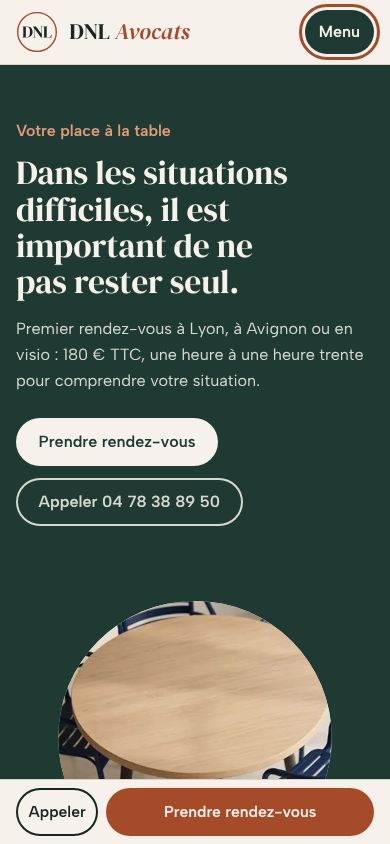 DNL
DNL Avocats
Menu
Votre place à la table
Dans les situations
difficiles, il est
important de ne
pas rester seul.
Premier rendez-vous à Lyon, à Avignon ou en
visio : 180 € TTC, une heure à une heure trente
pour comprendre votre situation.
Prendre rendez-vous
Appeler 04 78 38 89 50
Appeler
Prendre rendez-vous